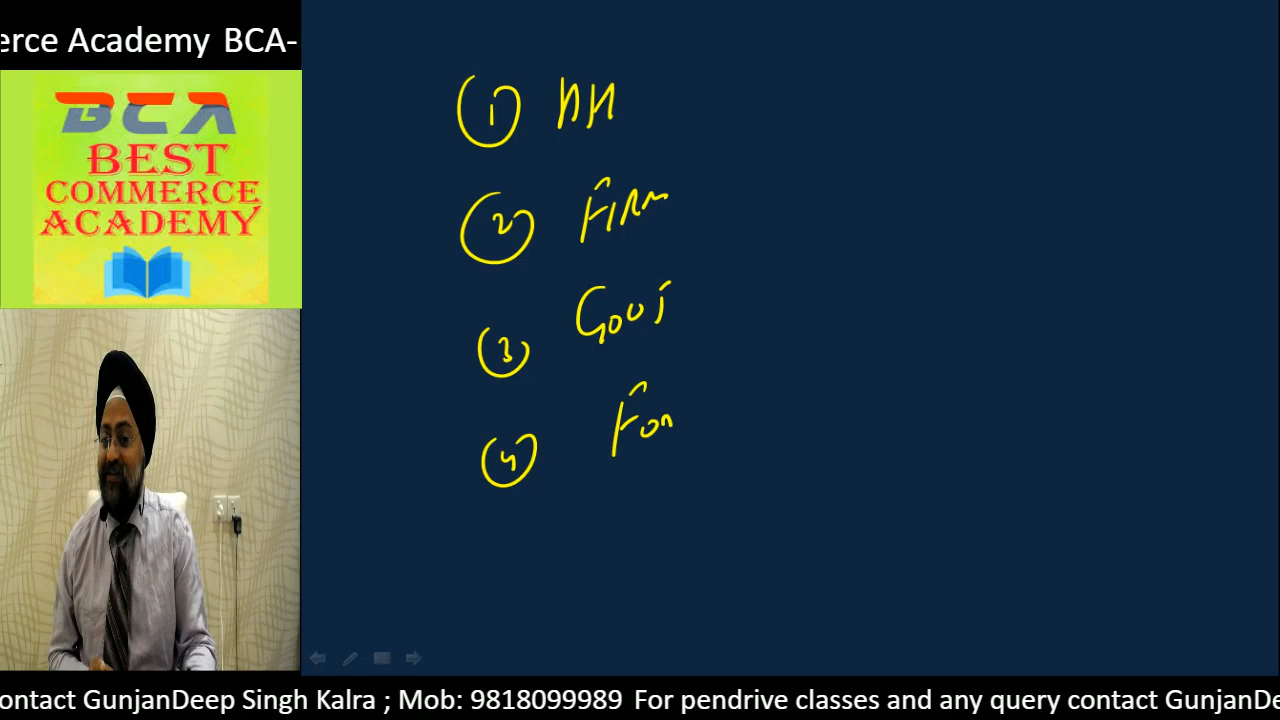 erce Academy BCA-
BCA
BEST
COMMERCE
ACADEMY
1 HH
2 FIRM
3
4 For
ontact GunjanDeep Singh Kalra ; Mob: 9818099989 For pendrive classes and any query contact GunjanDe